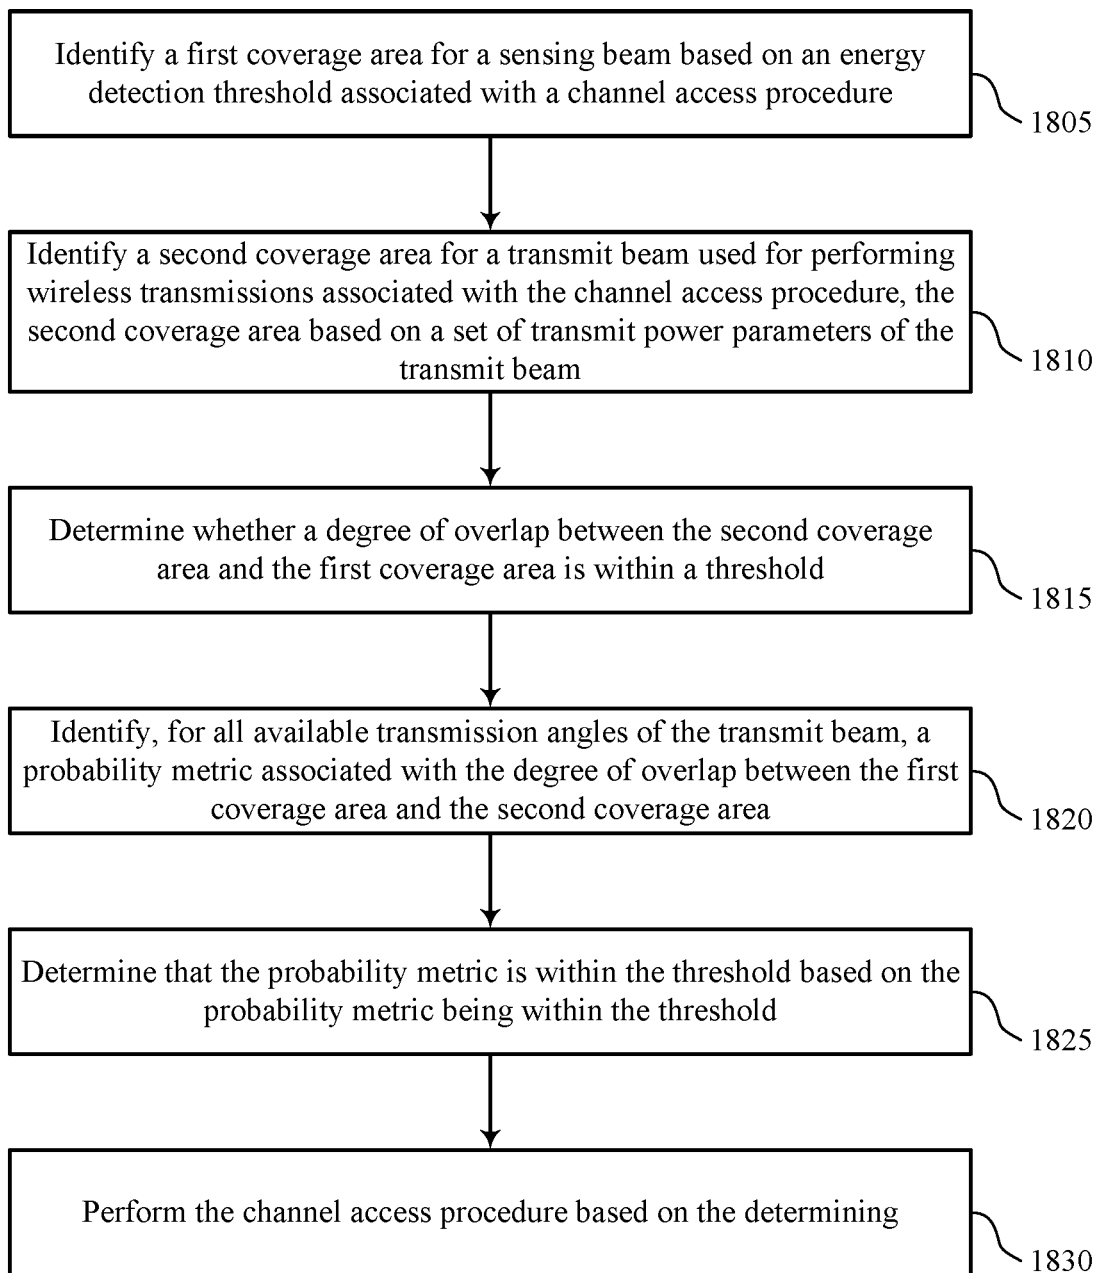 Identify a first coverage area for a sensing beam based on an energy
detection threshold associated with a channel access procedure
1805
Identify a second coverage area for a transmit beam used for performing
wireless transmissions associated with the channel access procedure, the
second coverage area based on a set of transmit power parameters of the
transmit beam
1810
Determine whether a degree of overlap between the second coverage
area and the first coverage area is within a threshold
1815
Identify, for all available transmission angles of the transmit beam, a
probability metric associated with the degree of overlap between the first
coverage area and the second coverage area
1820
Determine that the probability metric is within the threshold based on the
probability metric being within the threshold
1825
Perform the channel access procedure based on the determining
1830